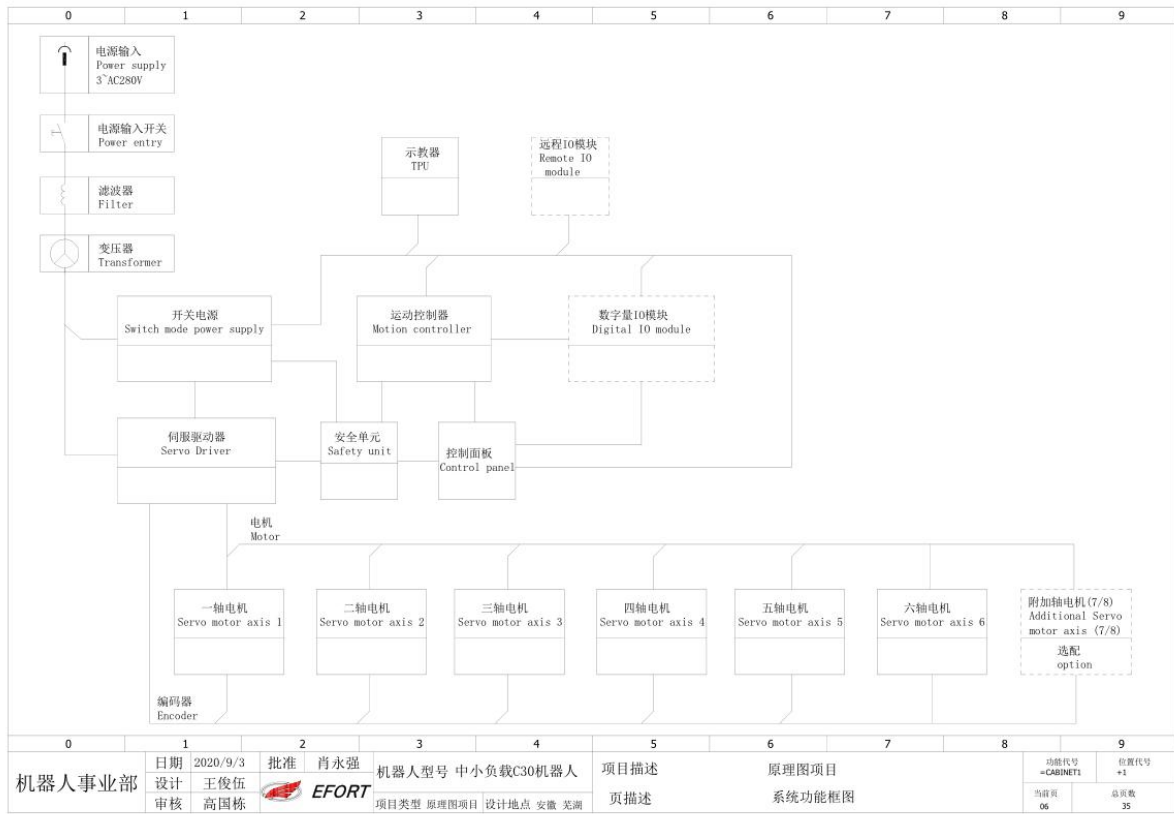 0 1 2 3 4 5 6 7 8 9
电源输入
Power supply
3~AC280V
电源输入开关
Power entry
滤波器
Filter
变压器
Transformer
示教器
TPU
远程IO模块
Remote IO
module
开关电源
Switch mode power supply
运动控制器
Motion controller
数字量IO模块
Digital IO module
伺服驱动器
Servo Driver
安全单元
Safety unit
控制面板
Control panel
电机
Motor
一轴电机
Servo motor axis 1
二轴电机
Servo motor axis 2
三轴电机
Servo motor axis 3
四轴电机
Servo motor axis 4
五轴电机
Servo motor axis 5
六轴电机
Servo motor axis 6
附加轴电机(7/8)
Additional Servo
motor axis (7/8)
选配
option
编码器
Encoder
0 1 2 3 4 5 6 7 8 9
机器人事业部
日期 2020/9/3 批准 肖永强
设计 王俊伍
审核 高国栋
EFORT
机器人型号 中小负载C30机器人
项目类型 原理图项目 设计地点 安徽 芜湖
项目描述 原理图项目
页描述 系统功能框图
功能代号
=CABINET1
位置代号
+1
当前页
06
总页数
35